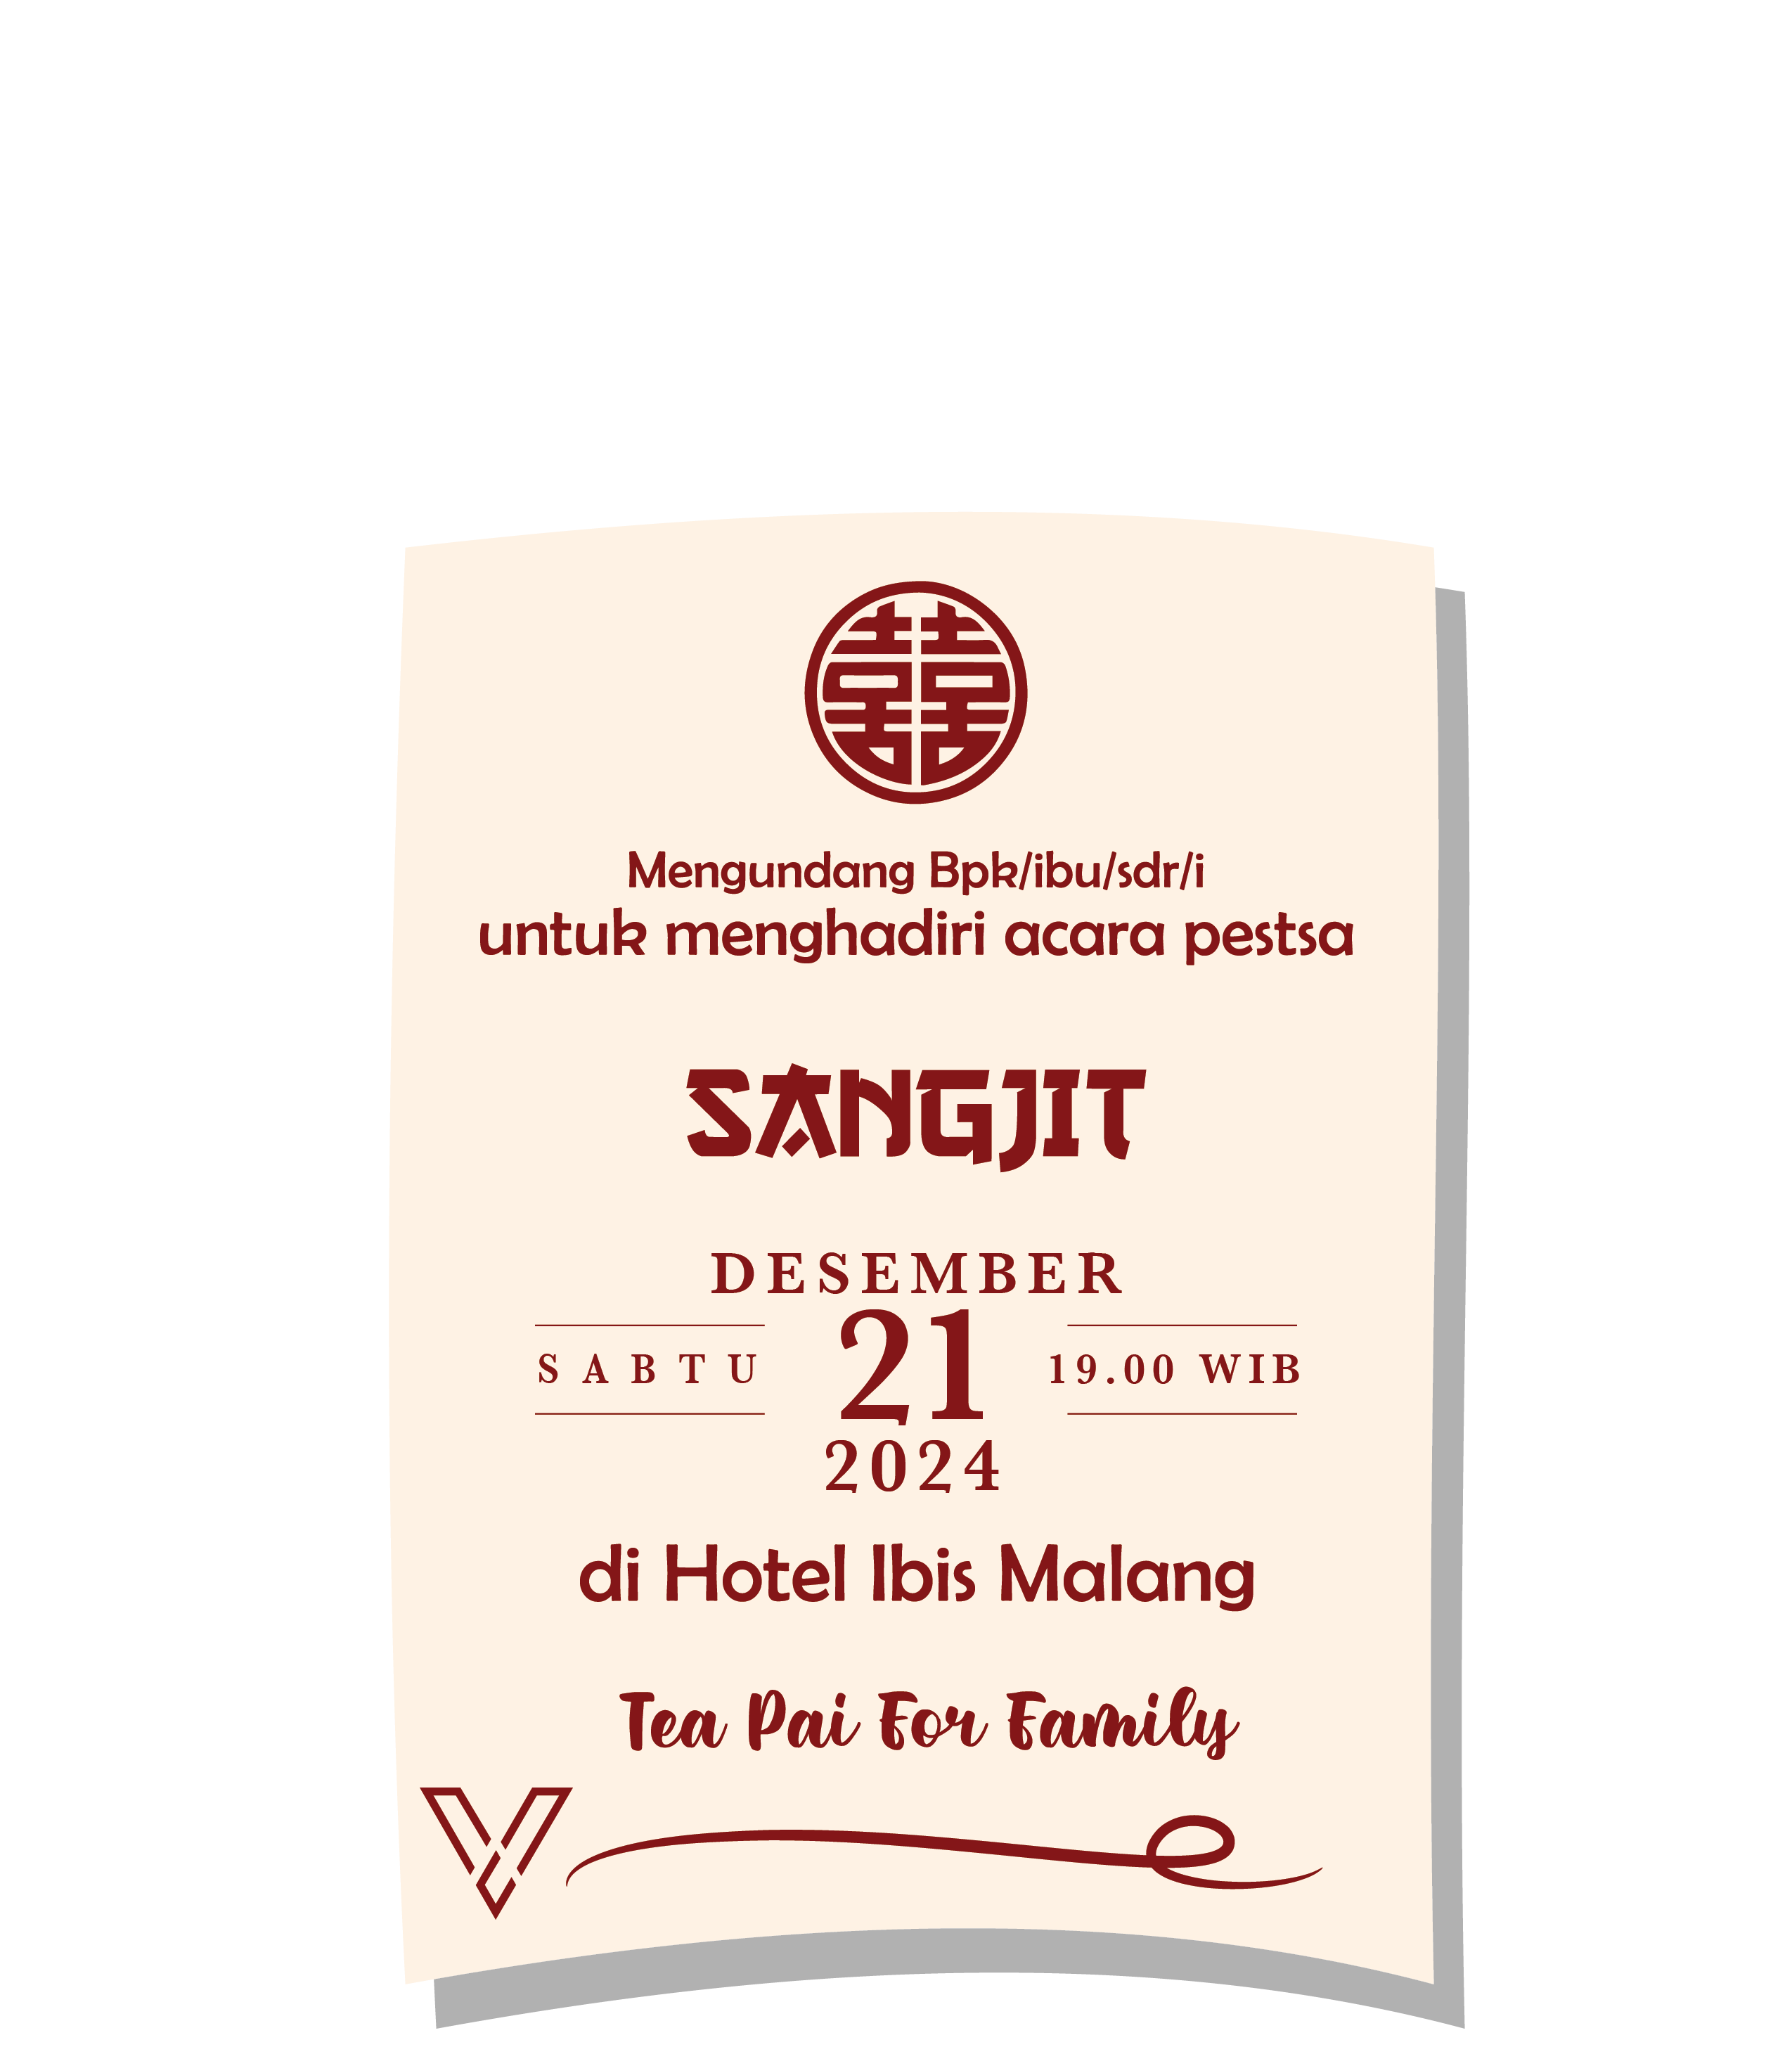 囍
Mengundang Bpk/ibu/sdr/i
untuk menghadiri acara pestsa
SANGJIT
DESEMBER
SABTU 21 19.00 WIB
2024
di Hotel Ibis Malang
Tea Pai For Family
V